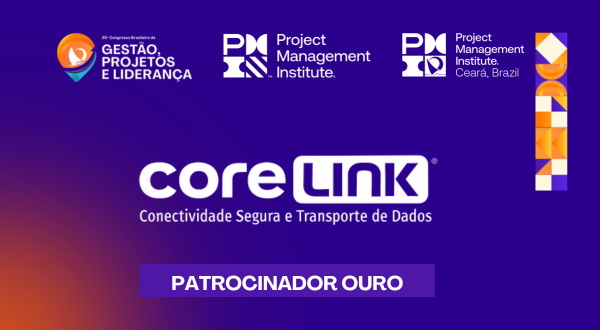 20º Congresso Brasileiro de
GESTÃO,
PROJETOS
E LIDERANÇA
Project
Management
Institute.
Project
Management
Institute.
Ceará, Brazil
core LINK®
Conectividade Segura e Transporte de Dados
PATROCINADOR OURO